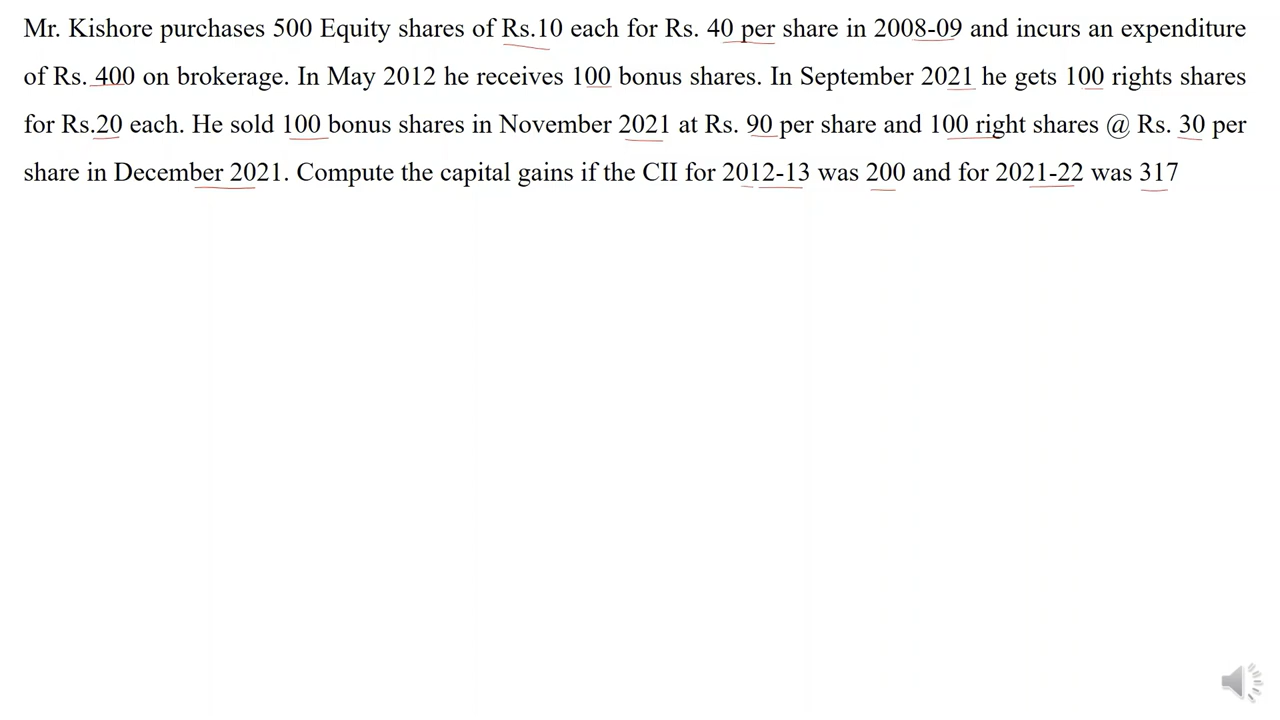 Mr. Kishore purchases 500 Equity shares of Rs.10 each for Rs. 40 per share in 2008-09 and incurs an expenditure
of Rs. 400 on brokerage. In May 2012 he receives 100 bonus shares. In September 2021 he gets 100 rights shares
for Rs.20 each. He sold 100 bonus shares in November 2021 at Rs. 90 per share and 100 right shares @ Rs. 30 per
share in December 2021. Compute the capital gains if the CII for 2012-13 was 200 and for 2021-22 was 317